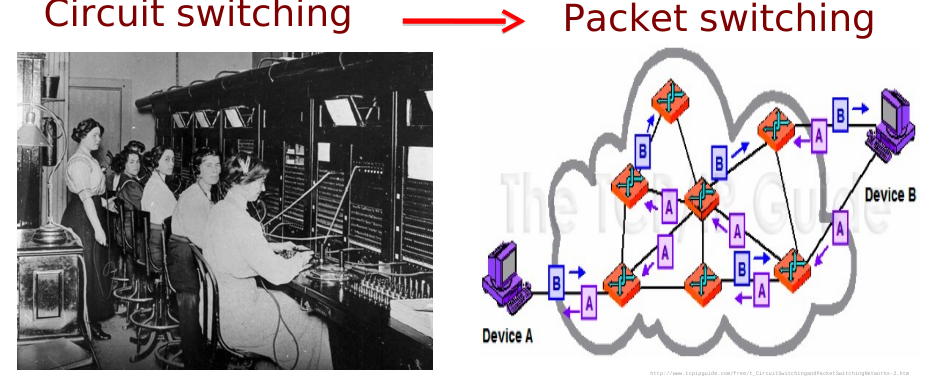 Circuit switching
Packet switching
The TCP/IP Guide
B
A
B
B
A
B
A
A
A
B
A
B
A
Device B
Device A
http://www.tcpipguide.com/free/t_CircuitSwitchingandPacketSwitchingNetworks-2.htm